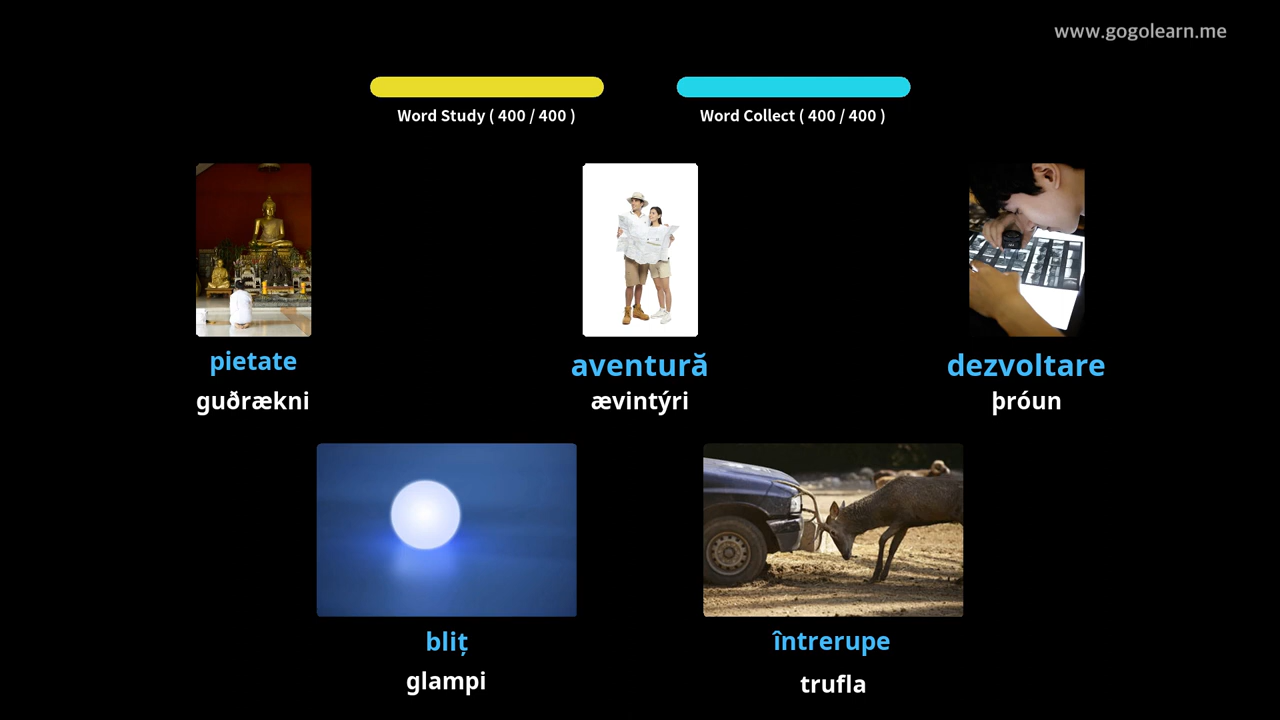 www.gogolearn.me
Word Study ( 400 / 400 )
Word Collect ( 400 / 400 )
pietate
guðrækni
aventură
ævintýri
dezvoltare
þróun
bliț
glampi
întrerupe
trufla